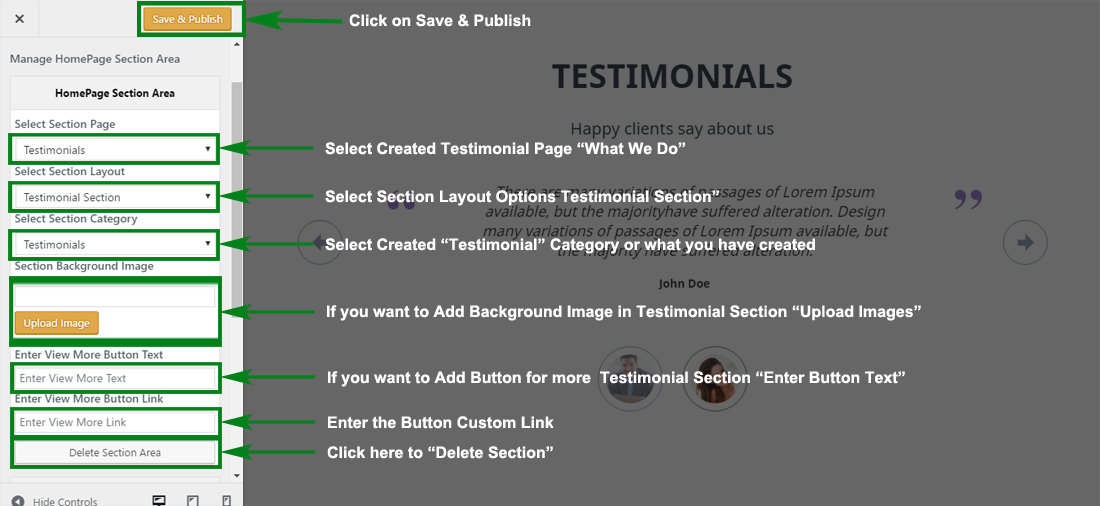 Save & Publish
Click on Save & Publish
Manage HomePage Section Area
HomePage Section Area
Select Section Page
Testimonials
Select Created Testimonial Page “What We Do”
Select Section Layout
Testimonial Section
Select Section Layout Options Testimonial Section”
Select Section Category
Testimonials
Select Created “Testimonial” Category or what you have created
Section Background Image
Upload Image
If you want to Add Background Image in Testimonial Section “Upload Images”
Enter View More Button Text
Enter View More Text
If you want to Add Button for more Testimonial Section “Enter Button Text”
Enter View More Button Link
Enter View More Link
Enter the Button Custom Link
Delete Section Area
Click here to “Delete Section”
Hide Controls
TESTIMONIALS
Happy clients say about us
There are many variations of passages of Lorem Ipsum
available, but the majorityhave suffered alteration. Design
many variations of passages of Lorem Ipsum available, but
the majority have suffered alteration.
John Doe